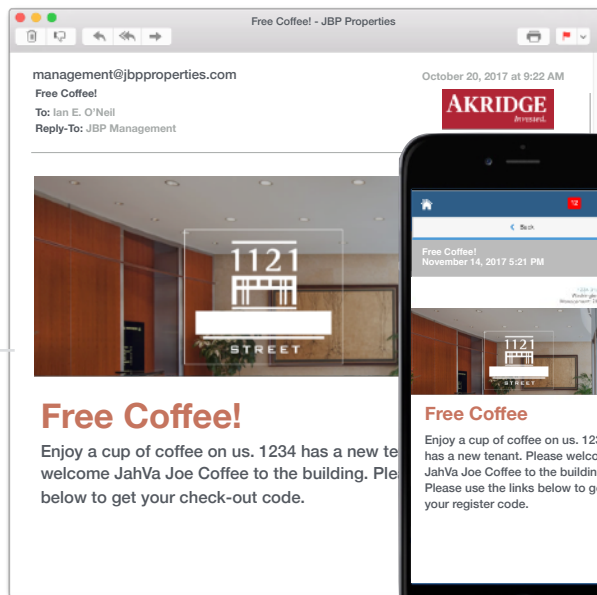 Free Coffee! - JBP Properties
management@jbpproperties.com
October 20, 2017 at 9:22 AM
Free Coffee!
To: Ian E. O'Neil
Reply-To: JBP Management
AKRIDGE
Invested.
1121
STREET
Free Coffee!
Enjoy a cup of coffee on us. 1234 has a new te
welcome JahVa Joe Coffee to the building. Ple
below to get your check-out code.
Back
Free Coffee!
November 14, 2017 5:21 PM
1121
STREET
Free Coffee
Enjoy a cup of coffee on us. 123
has a new tenant. Please welco
JahVa Joe Coffee to the buildin
Please use the links below to g
your register code.